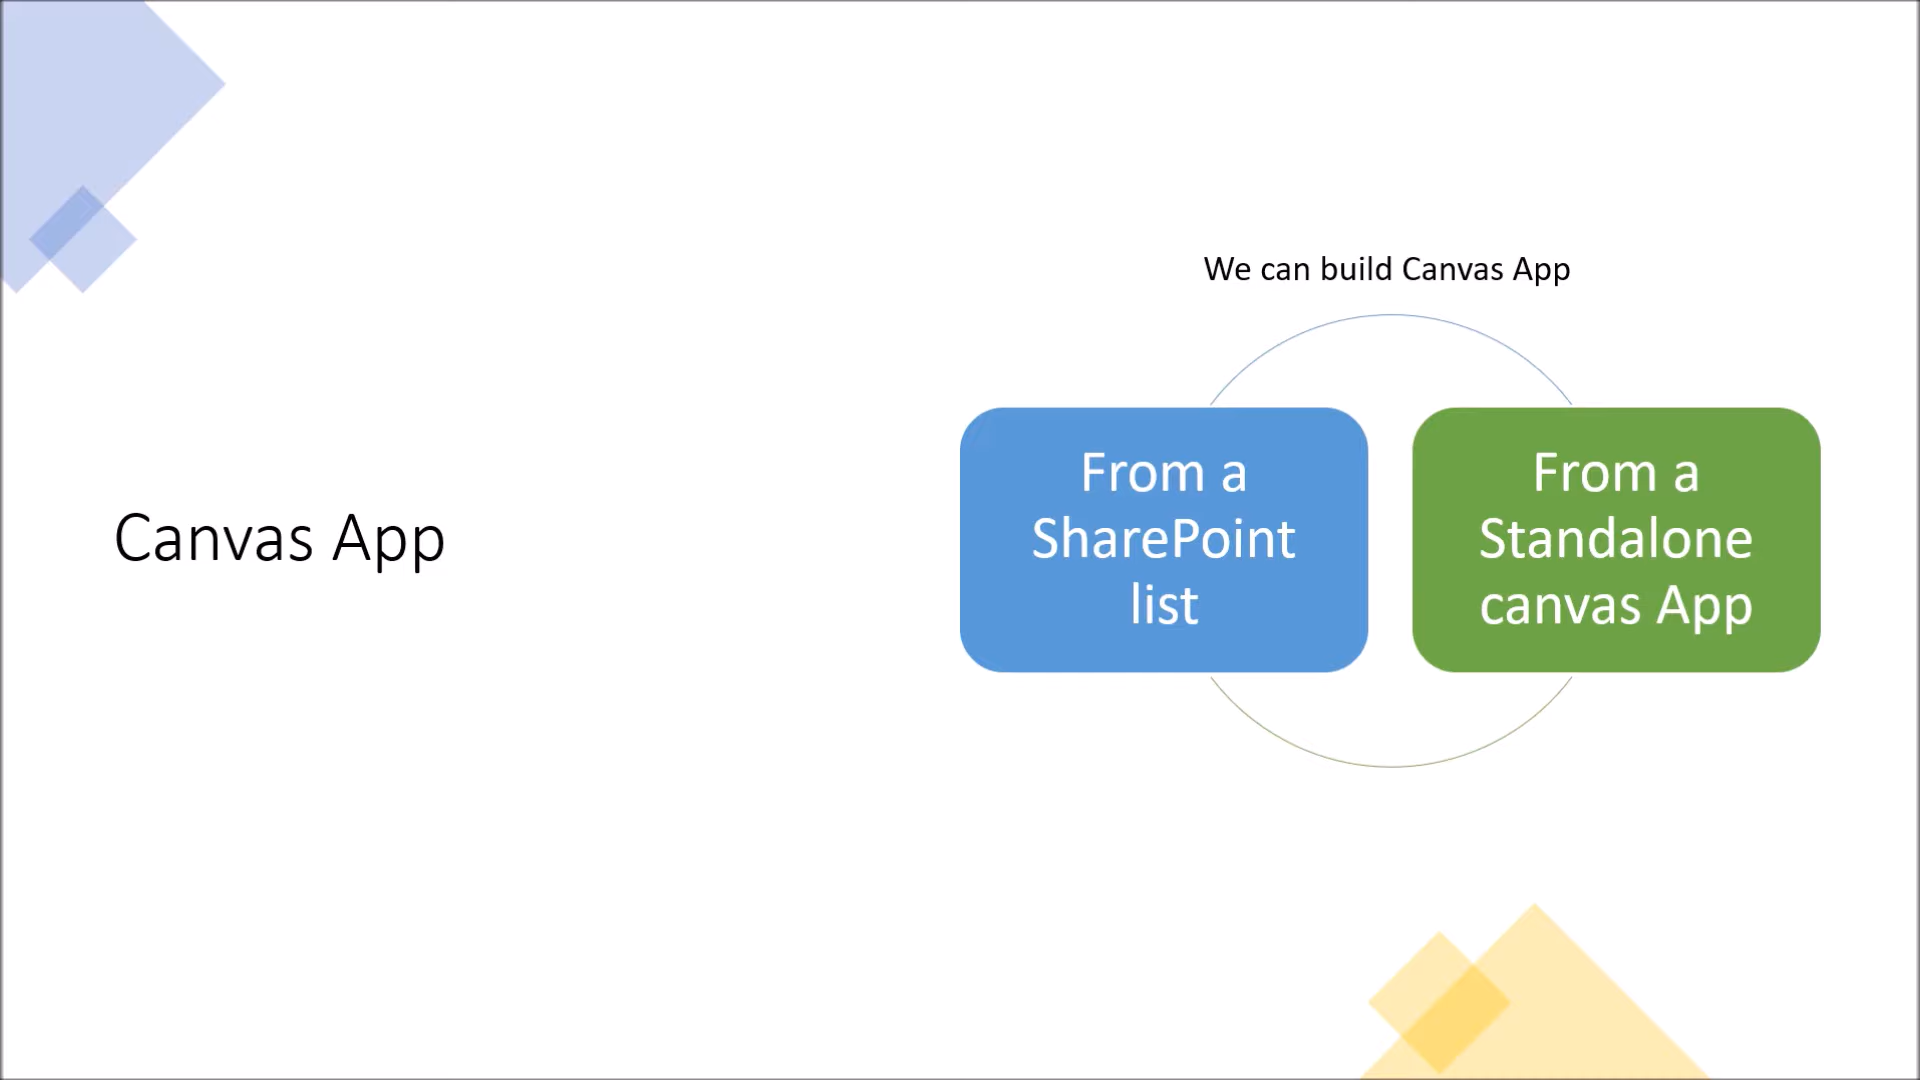 Canvas App
We can build Canvas App
From a
SharePoint
list
From a
Standalone
canvas App